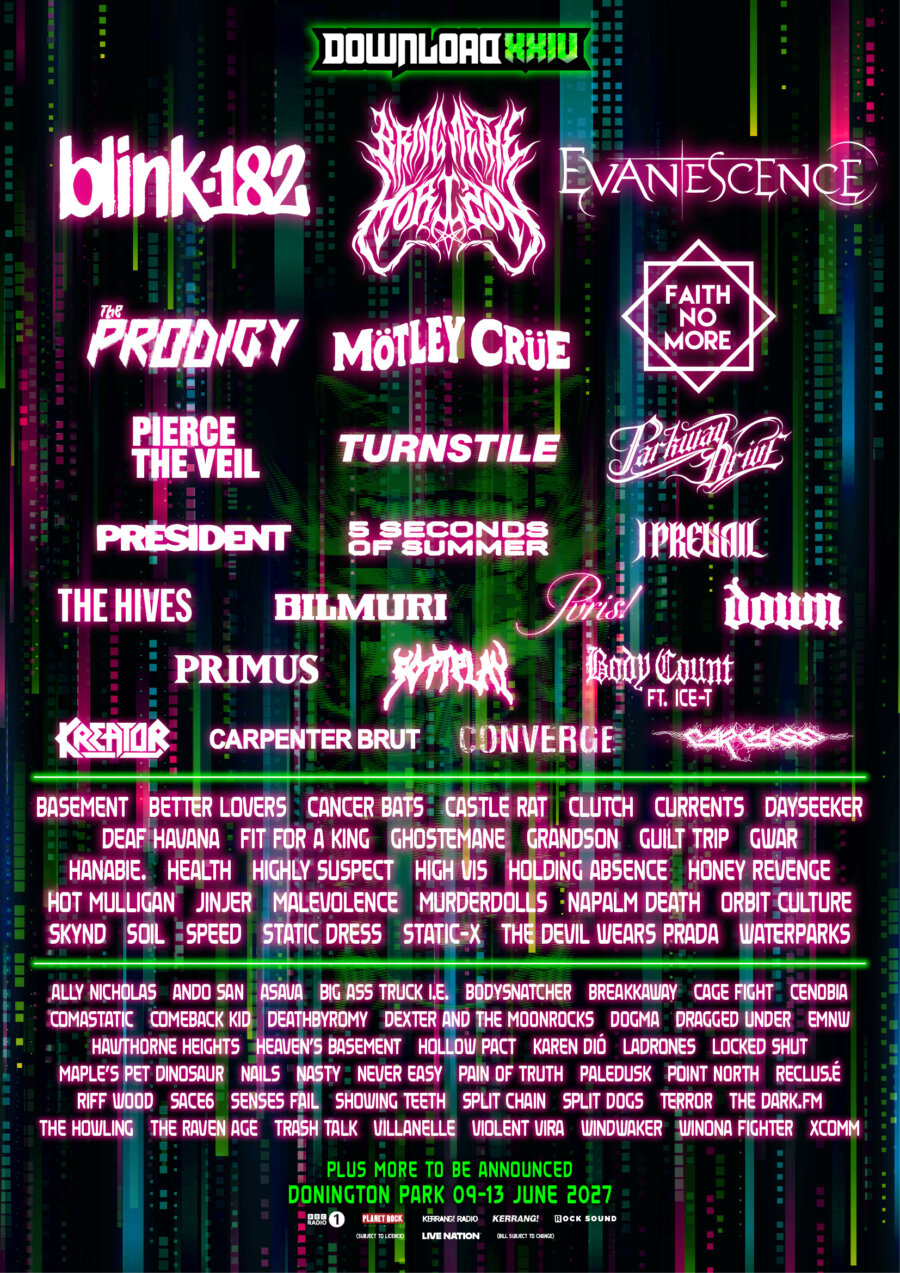 DOWNLOAD XXIV
blink-182 BRING ME THE HORIZON EVANESCENCE
The PRODIGY MÖTLEY CRÜE FAITH NO MORE
PIERCE THE VEIL TURNSTILE Parkway Drive
PRESIDENT 5 SECONDS OF SUMMER I PREVAIL
THE HIVES BILMURI Poris! down
PRIMUS SOFT PLAY Body Count FT. ICE-T
KREATOR CARPENTER BRUT CONVERGE CARCASS
BASEMENT BETTER LOVERS CANCER BATS CASTLE RAT CLUTCH CURRENTS DAYSEEKER
DEAF HAVANA FIT FOR A KING GHOSTEMANE GRANDSON GUILT TRIP GWAR
HANABIE. HEALTH HIGHLY SUSPECT HIGH VIS HOLDING ABSENCE HONEY REVENGE
HOT MULLIGAN JINJER MALEVOLENCE MURDERDOLLS NAPALM DEATH ORBIT CULTURE
SKYND SOIL SPEED STATIC DRESS STATIC-X THE DEVIL WEARS PRADA WATERPARKS
ALLY NICHOLAS ANDO SAN ASAVA BIG ASS TRUCK I.E. BODYSNATCHER BREAKKAWAY CAGE FIGHT CENOBIA
COMASTATIC COMEBACK KID DEATHBYROMY DEXTER AND THE MOONROCKS DOGMA DRAGGED UNDER EMNW
HAWTHORNE HEIGHTS HEAVEN'S BASEMENT HOLLOW PACT KAREN DIÓ LADRONES LOCKED SHUT
MAPLE'S PET DINOSAUR NAILS NASTY NEVER EASY PAIN OF TRUTH PALEDUSK POINT NORTH RECLUS.É
RIFF WOOD SACE6 SENSES FAIL SHOWING TEETH SPLIT CHAIN SPLIT DOGS TERROR THE DARK.FM
THE HOWLING THE RAVEN AGE TRASH TALK VILLANELLE VIOLENT VIRA WINDWAKER WINONA FIGHTER XCOMM
PLUS MORE TO BE ANNOUNCED
DONINGTON PARK 09-13 JUNE 2027
BBC RADIO 1 PLANET ROCK KERRANG! RADIO KERRANG! ROCK SOUND
(SUBJECT TO LICENCE) LIVE NATION (BILL SUBJECT TO CHANGE)